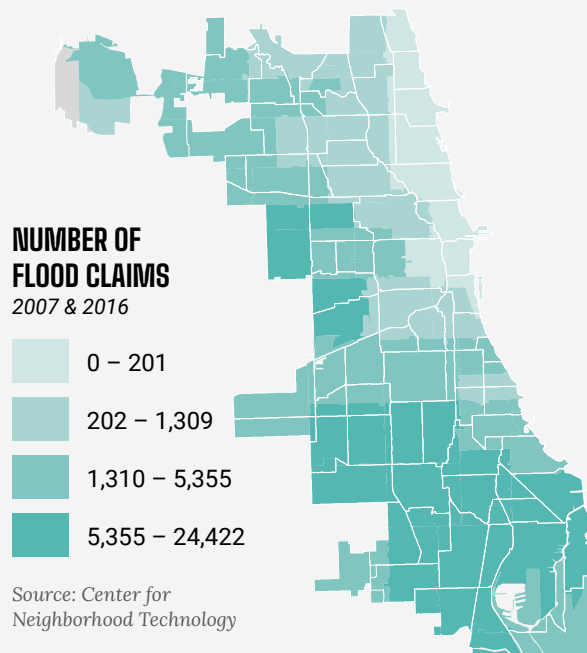 NUMBER OF
FLOOD CLAIMS
2007 & 2016
0 – 201
202 – 1,309
1,310 – 5,355
5,355 – 24,422
Source: Center for
Neighborhood Technology